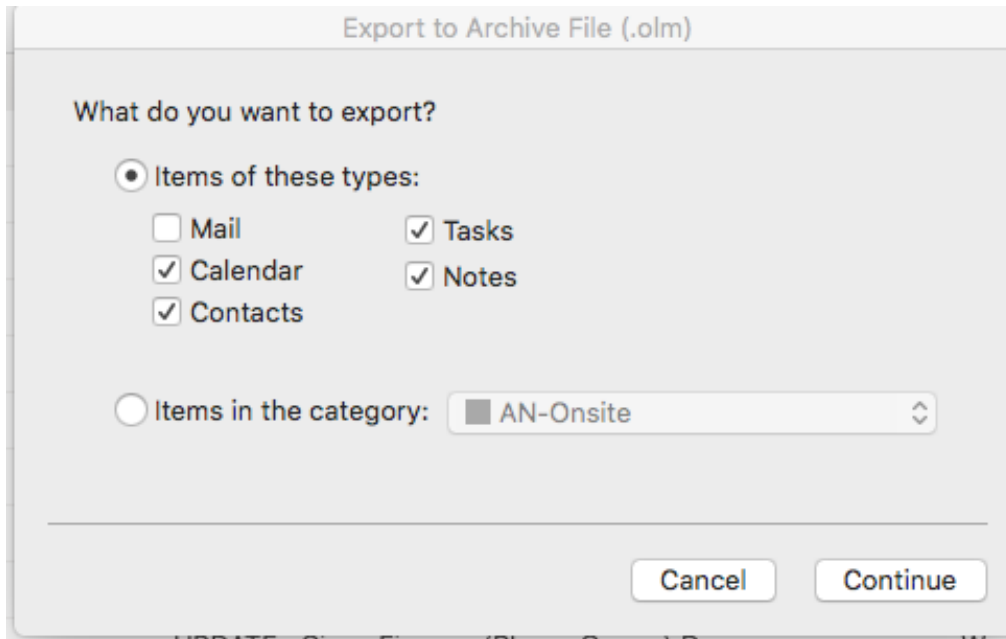 Export to Archive File (.olm)
What do you want to export?
Items of these types:
Mail
Tasks
Calendar
Notes
Contacts
Items in the category:
AN-Onsite
Cancel
Continue